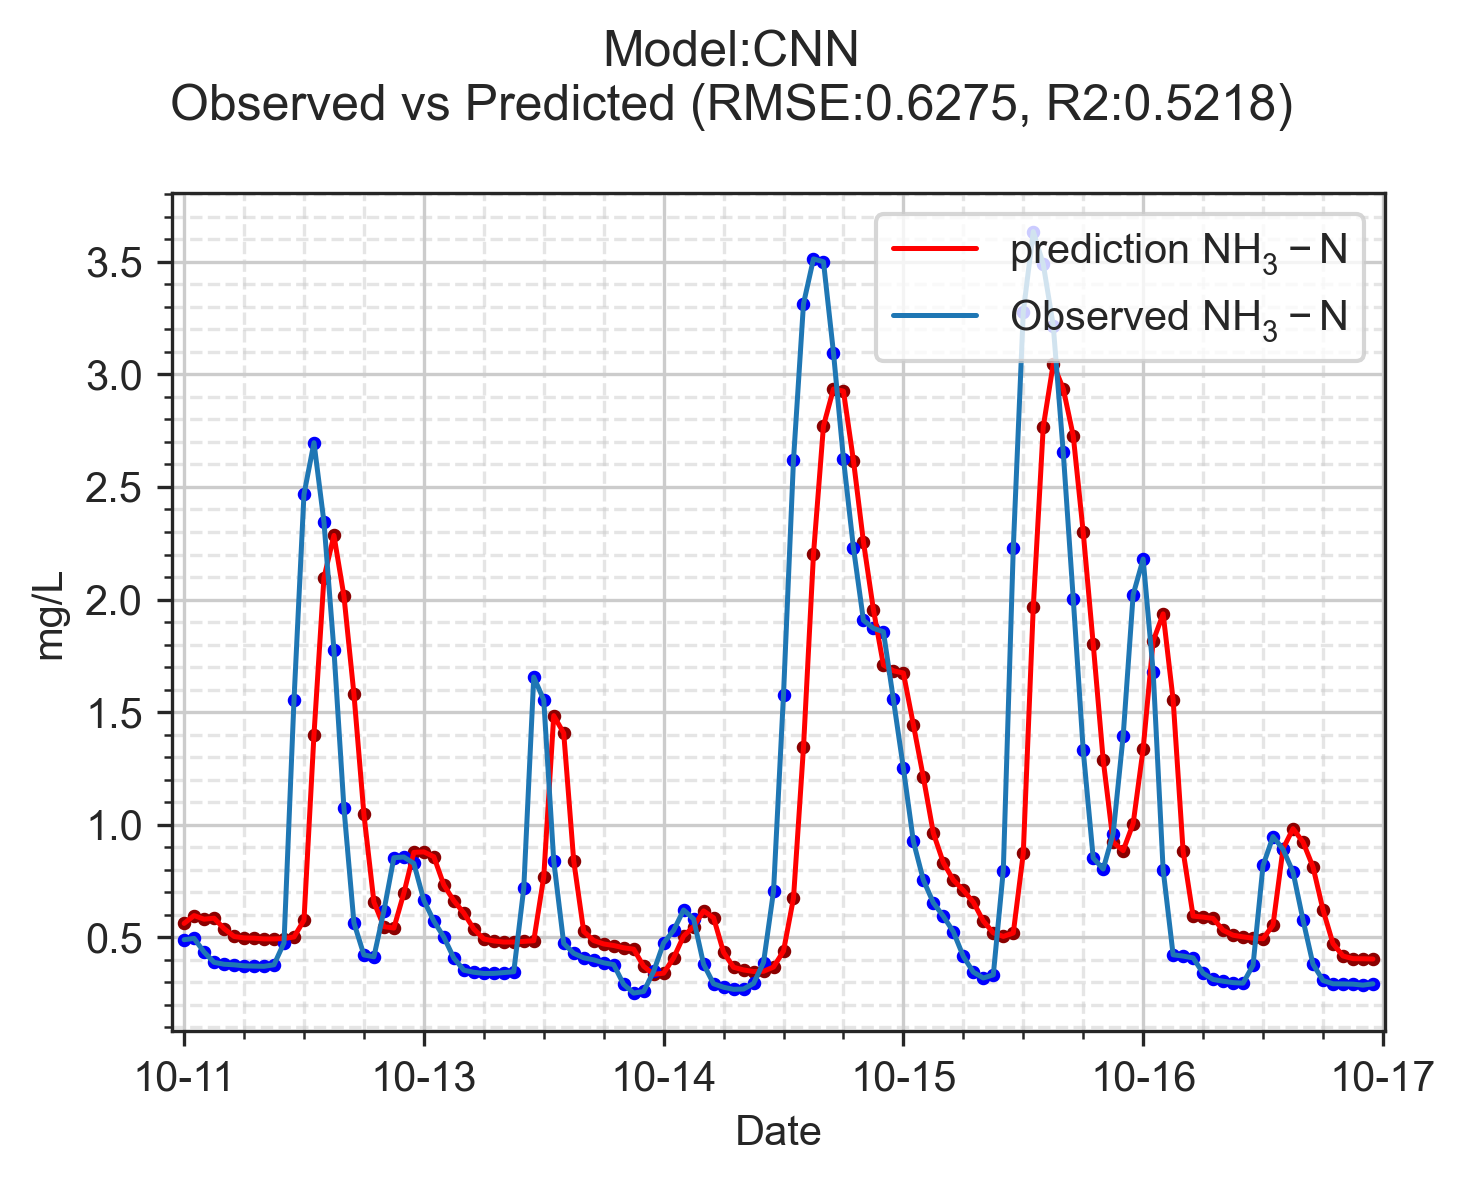 Model:CNN
Observed vs Predicted (RMSE:0.6275, R2:0.5218)
prediction NH₃ − N
Observed NH₃ − N
3.5
3.0
2.5
2.0
1.5
1.0
0.5
mg/L
10-11 10-13 10-14 10-15 10-16 10-17
Date